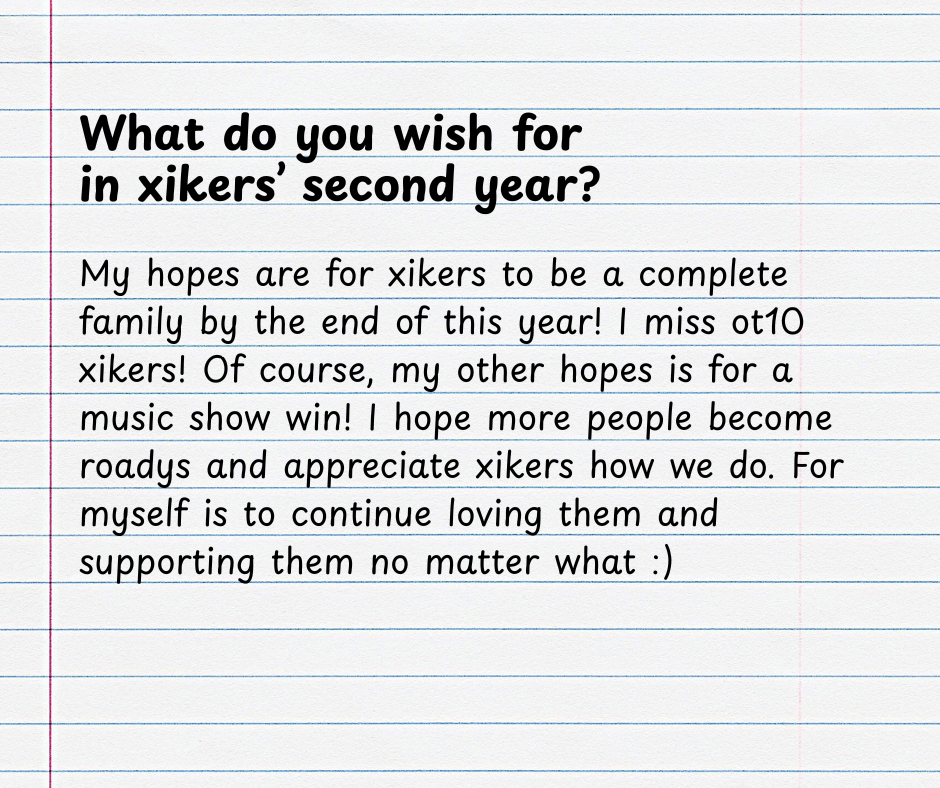 What do you wish for
in xikers’ second year?
My hopes are for xikers to be a complete
family by the end of this year! I miss ot10
xikers! Of course, my other hopes is for a
music show win! I hope more people become
roadys and appreciate xikers how we do. For
myself is to continue loving them and
supporting them no matter what :)